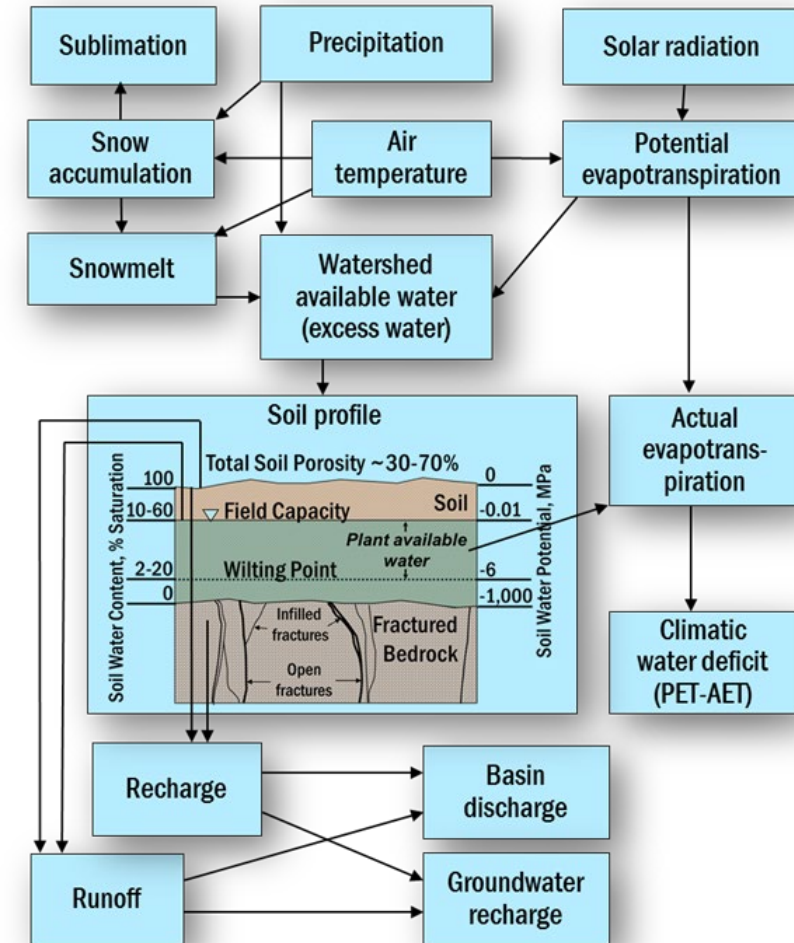 Sublimation
Precipitation
Solar radiation
Snow
accumulation
Air
temperature
Potential
evapotranspiration
Snowmelt
Watershed
available water
(excess water)
Soil profile
Total Soil Porosity ~30-70%
Soil Water Content, % Saturation
100
10-60
2-20
0
Field Capacity
Soil
Plant available
water
Wilting Point
Infilled
fractures
Fractured
Bedrock
Open
fractures
0
-0.01
-6
-1,000
Soil Water Potential, MPa
Actual
evapotrans-
piration
Climatic
water deficit
(PET-AET)
Recharge
Basin
discharge
Runoff
Groundwater
recharge